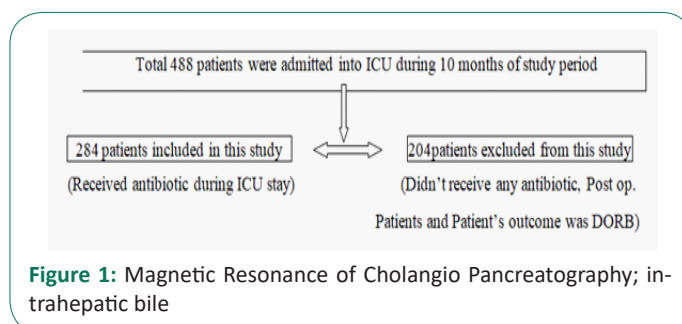 Total 488 patients were admitted into ICU during 10 months of study period
284 patients included in this study
204patients excluded from this study
(Received antibiotic during ICU stay)
(Didn't receive any antibiotic, Post op.
Patients and Patient's outcome was DORB)
Figure 1: Magnetic Resonance of Cholangio Pancreatography; in-
trahepatic bile